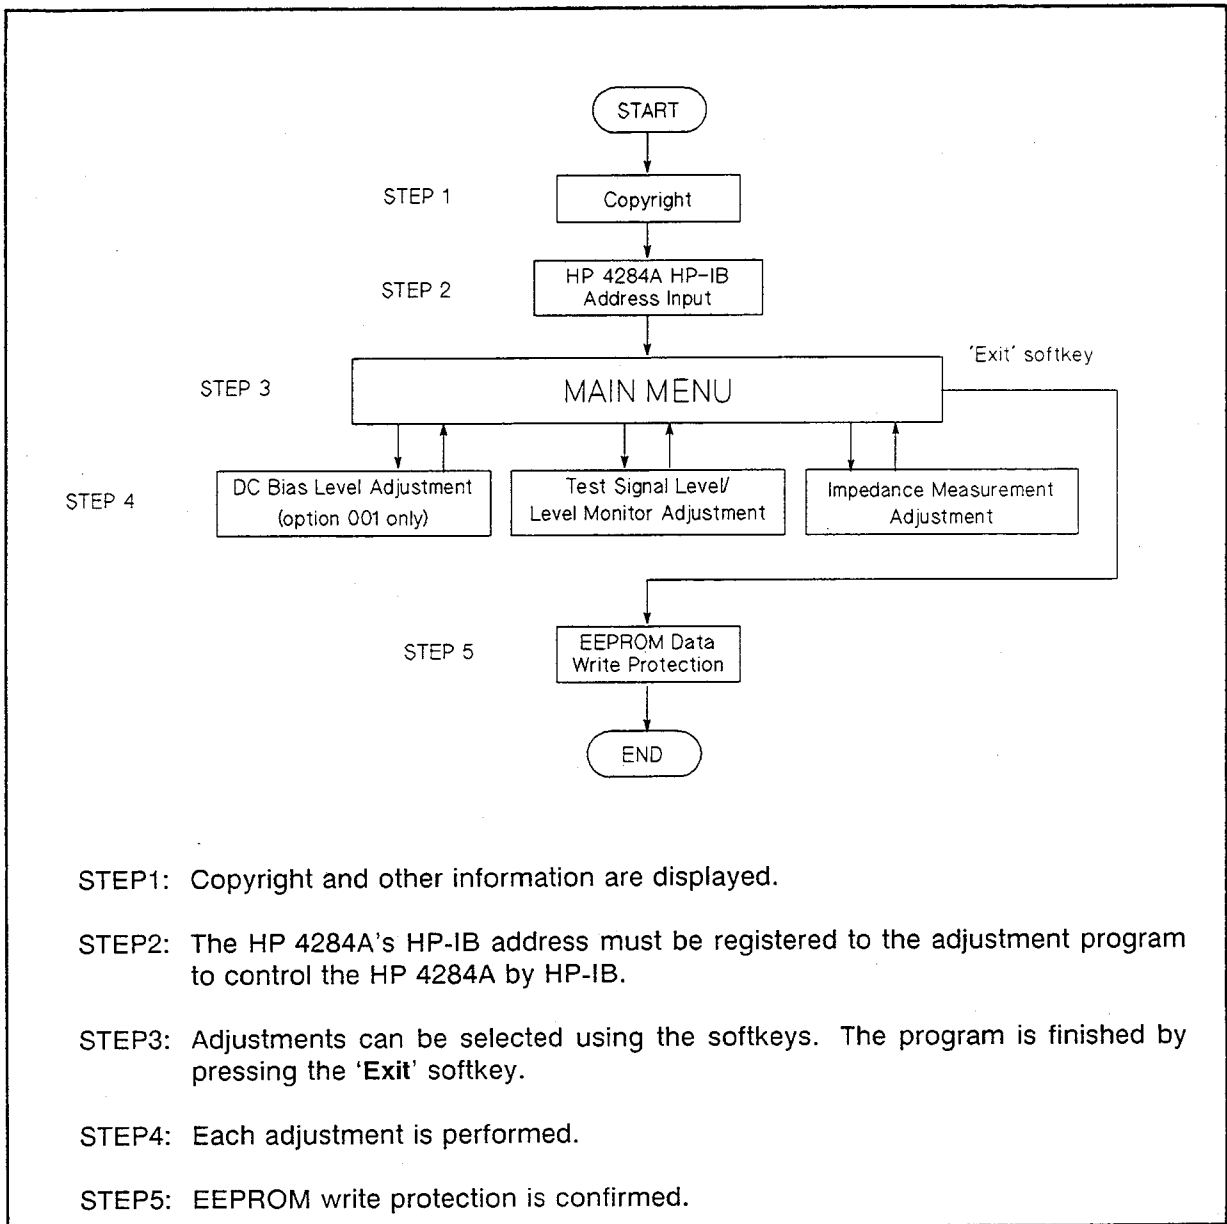 START
STEP 1
Copyright
STEP 2
HP 4284A HP-IB
Address Input
'Exit' softkey
STEP 3
MAIN MENU
STEP 4
DC Bias Level Adjustment
(option 001 only)
Test Signal Level/
Level Monitor Adjustment
Impedance Measurement
Adjustment
STEP 5
EEPROM Data
Write Protection
END
STEP1: Copyright and other information are displayed.
STEP2: The HP 4284A's HP-IB address must be registered to the adjustment program
to control the HP 4284A by HP-IB.
STEP3: Adjustments can be selected using the softkeys. The program is finished by
pressing the 'Exit' softkey.
STEP4: Each adjustment is performed.
STEP5: EEPROM write protection is confirmed.